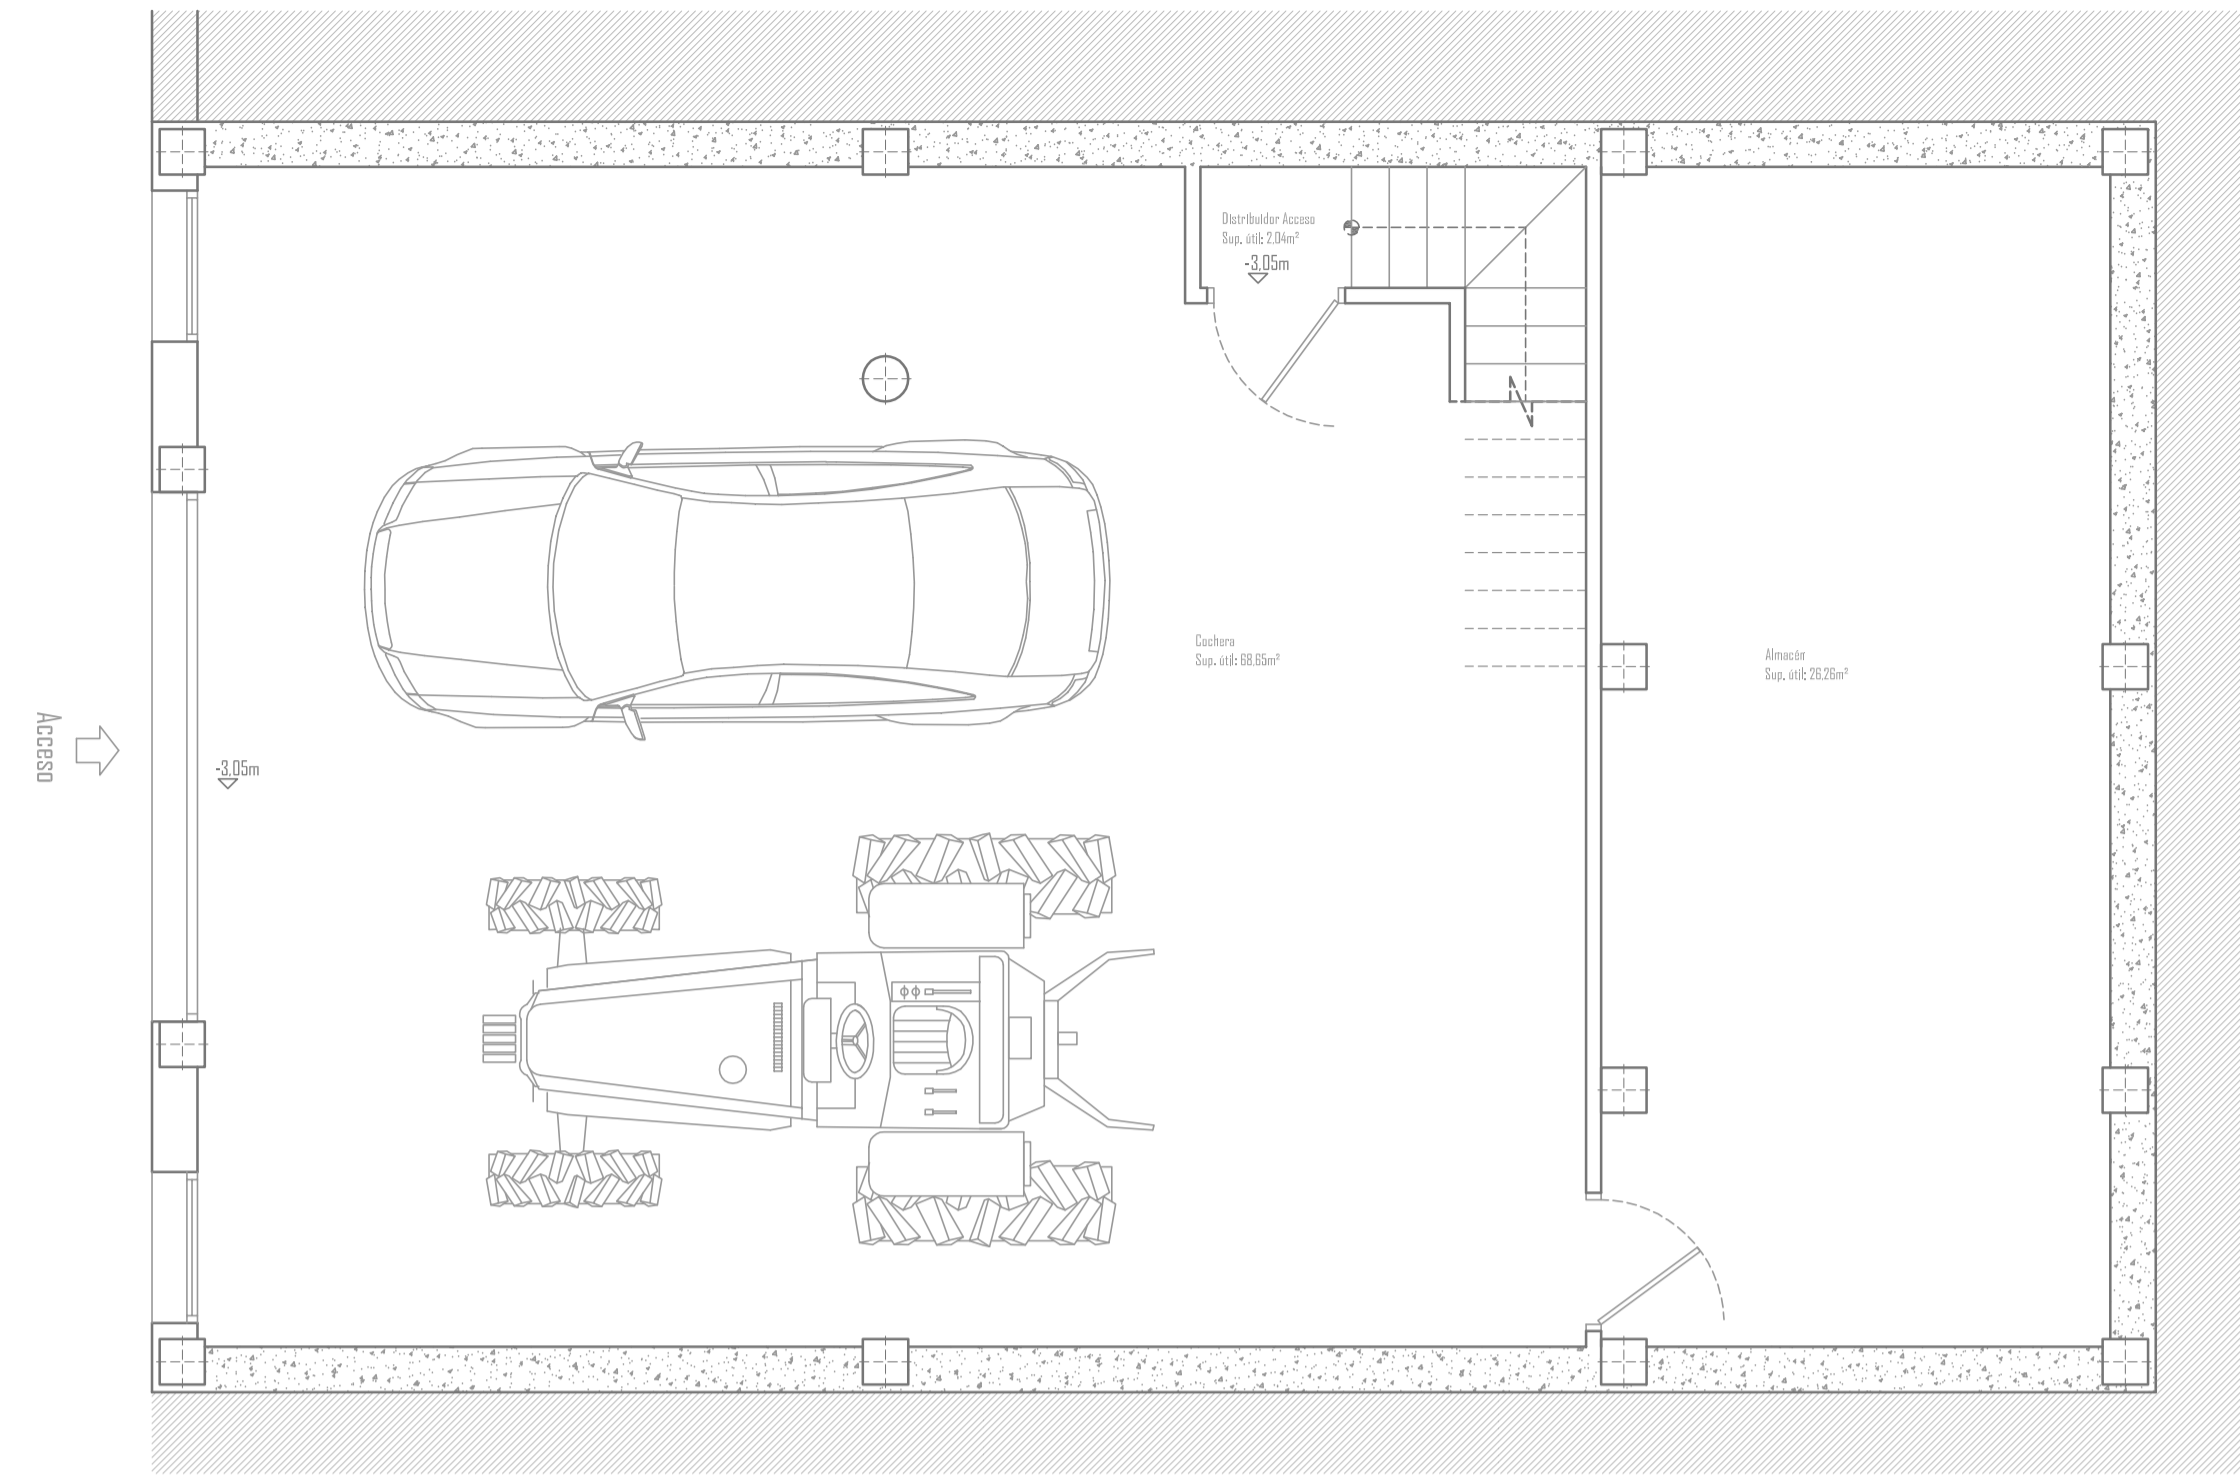 Distribuidor Acceso
Sup. útil: 2,04m²
-3,05m
Cochera
Sup. útil: 68,65m²
Almacén
Sup. útil: 26,26m²
Acceso
-3,05m